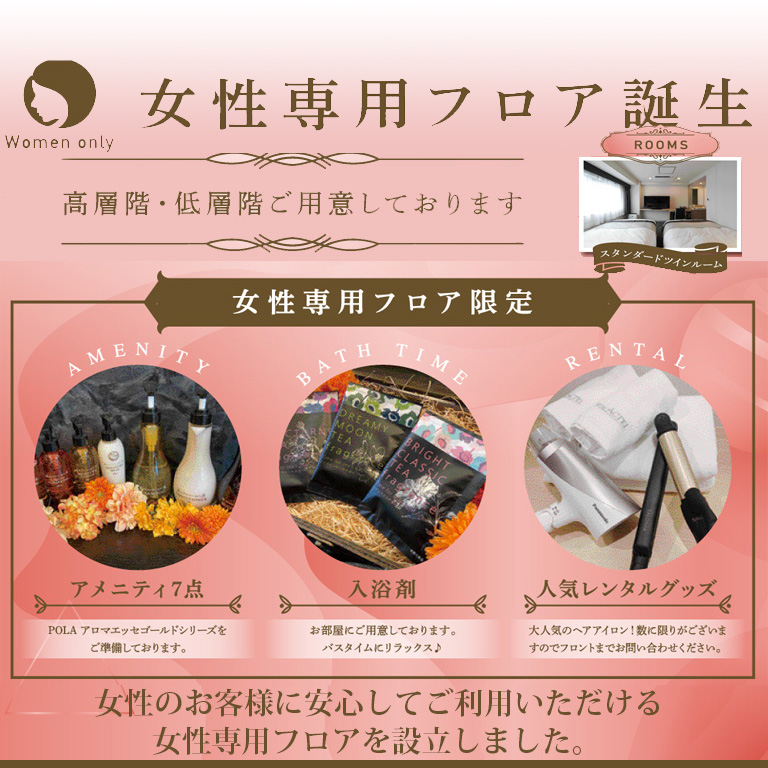 女性専用フロア誕生
Women only
ROOMS
高層階・低層階ご用意しております
スタンダードツインルーム
女性専用フロア限定
AMENITY
BATH TIME
RENTAL
DREAMY
MOON
TEA
fragrance
BRIGHT
CLASSIC
TEA
fragrance
Panasonic
アメニティ7点
入浴剤
人気レンタルグッズ
POLA アロマエッセゴールドシリーズを
ご準備しております。
お部屋にご用意しております。
バスタイムにリラックス♪
大人気のヘアアイロン!数に限りがございま
すのでフロントまでお問い合わせください。
女性のお客様に安心してご利用いただける
女性専用フロアを設立しました。